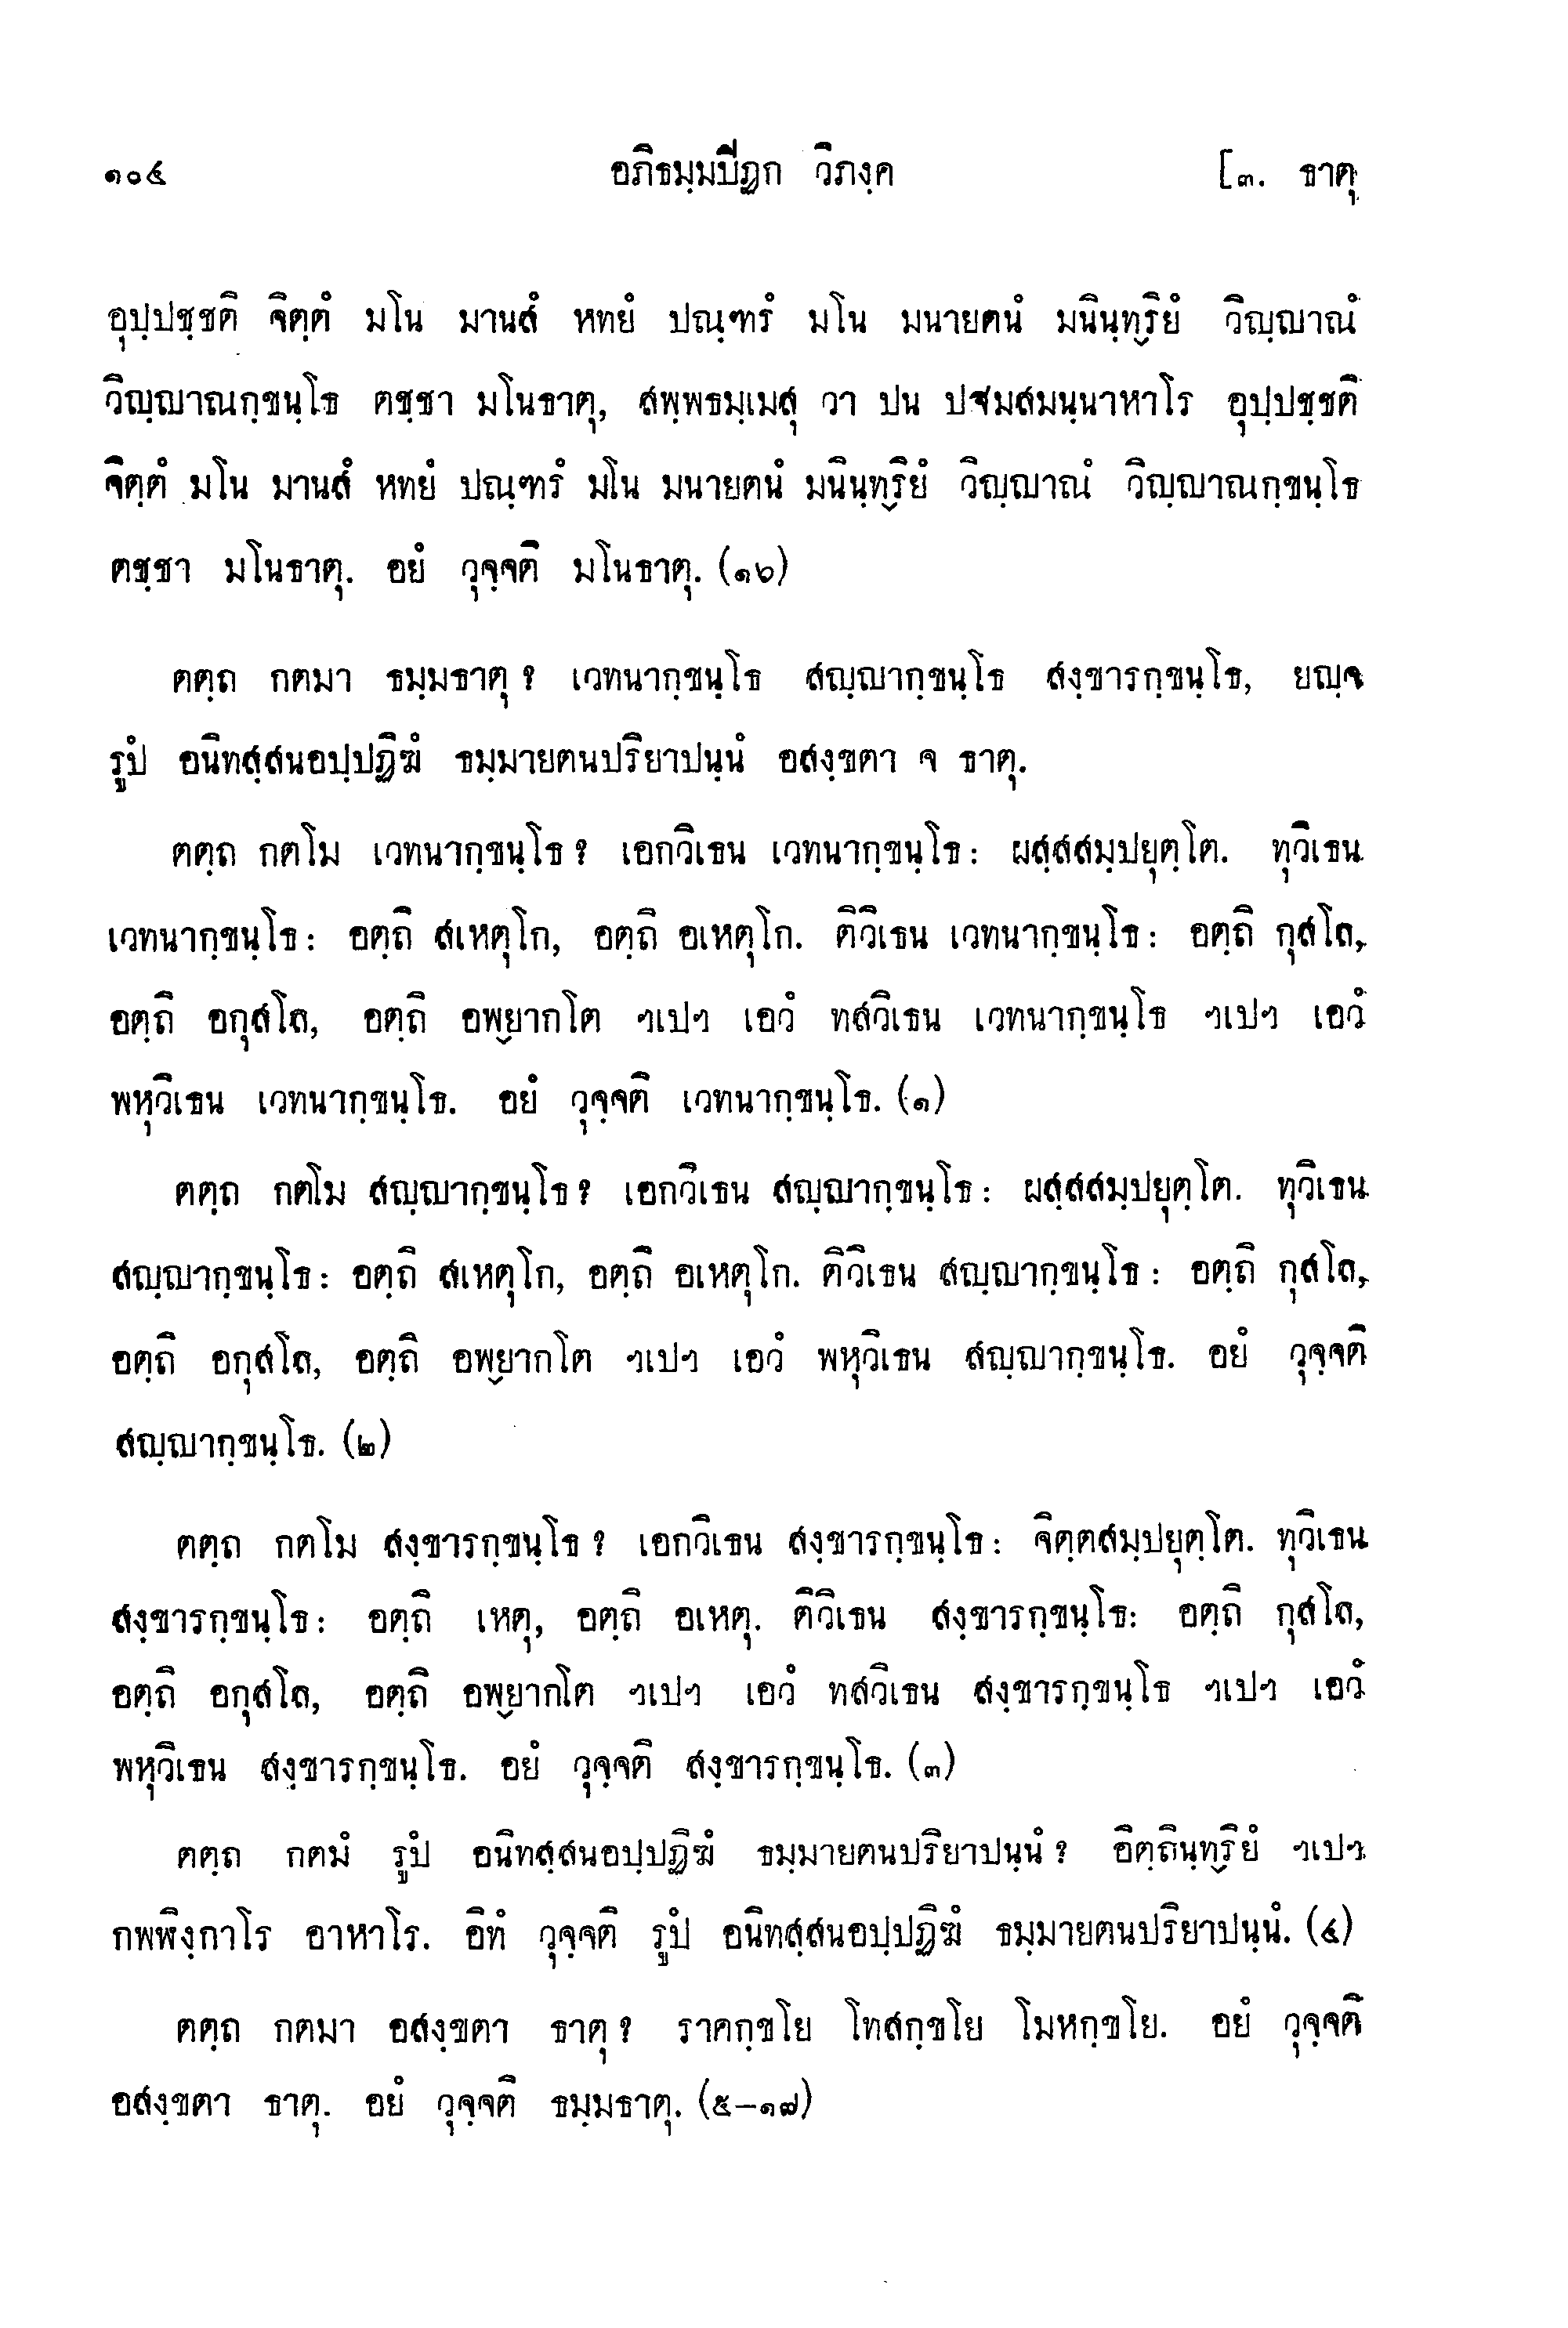 ๑๐๔ อภิธมฺมปีฏก วิภงฺค [๓. ธาตุ
อุปฺปชฺชติ จิตฺตํ มโน มานสํ หทยํ ปณฺฑรํ มโน มนายตนํ มนินฺทฺริยํ วิญฺญาณํ
วิญฺญาณกฺขนฺโธ ตชฺชา มโนธาตุ, สพฺพธมฺเมสุ วา ปน ปฐมสมนฺนาหาโร อุปฺปชฺชติ
จิตฺตํ มโน มานสํ หทยํ ปณฺฑรํ มโน มนายตนํ มนินฺทฺริยํ วิญฺญาณํ วิญฺญาณกฺขนฺโธ
ตชฺชา มโนธาตุ. อยํ วุจฺจติ มโนธาตุ. (๑๖)
ตตฺถ กตมา ธมฺมธาตุ? เวทนากฺขนฺโธ สญฺญากฺขนฺโธ สงฺขารกฺขนฺโธ, ยญฺจ
รูปํ อนิทสฺสนอปฺปฏิฆํ ธมฺมายตนปริยาปนฺนํ อสงฺขตา จ ธาตุ.
ตตฺถ กตโม เวทนากฺขนฺโธ? เอกวิเธน เวทนากฺขนฺโธ: ผสฺสสมฺปยุตฺโต. ทุวิเธน
เวทนากฺขนฺโธ: อตฺถิ สเหตุโก, อตฺถิ อเหตุโก. ติวิเธน เวทนากฺขนฺโธ: อตฺถิ กุสโล,
อตฺถิ อกุสโล, อตฺถิ อพฺยากโต ฯเปฯ เอวํ ทสวิเธน เวทนากฺขนฺโธ ฯเปฯ เอวํ
พหุวิเธน เวทนากฺขนฺโธ. อยํ วุจฺจติ เวทนากฺขนฺโธ. (๑)
ตตฺถ กตโม สญฺญากฺขนฺโธ? เอกวิเธน สญฺญากฺขนฺโธ: ผสฺสสมฺปยุตฺโต. ทุวิเธน
สญฺญากฺขนฺโธ: อตฺถิ สเหตุโก, อตฺถิ อเหตุโก. ติวิเธน สญฺญากฺขนฺโธ: อตฺถิ กุสโล,
อตฺถิ อกุสโล, อตฺถิ อพฺยากโต ฯเปฯ เอวํ พหุวิเธน สญฺญากฺขนฺโธ. อยํ วุจฺจติ
สญฺญากฺขนฺโธ. (๒)
ตตฺถ กตโม สงฺขารกฺขนฺโธ? เอกวิเธน สงฺขารกฺขนฺโธ: จิตฺตสมฺปยุตฺโต. ทุวิเธน
สงฺขารกฺขนฺโธ: อตฺถิ เหตุ, อตฺถิ อเหตุ. ติวิเธน สงฺขารกฺขนฺโธ: อตฺถิ กุสโล,
อตฺถิ อกุสโล, อตฺถิ อพฺยากโต ฯเปฯ เอวํ ทสวิเธน สงฺขารกฺขนฺโธ ฯเปฯ เอวํ
พหุวิเธน สงฺขารกฺขนฺโธ. อยํ วุจฺจติ สงฺขารกฺขนฺโธ. (๓)
ตตฺถ กตมํ รูปํ อนิทสฺสนอปฺปฏิฆํ ธมฺมายตนปริยาปนฺนํ? อิตฺถินฺทฺริยํ ฯเปฯ
กพพิงฺกาโร อาหาโร. อิทํ วุจฺจติ รูปํ อนิทสฺสนอปฺปฏิฆํ ธมฺมายตนปริยาปนฺนํ. (๔)
ตตฺถ กตมา อสงฺขตา ธาตุ? ราคกฺขโย โทสกฺขโย โมหกฺขโย. อยํ วุจฺจติ
อสงฺขตา ธาตุ. อยํ วุจฺจติ ธมฺมธาตุ. (๕-๑๗)